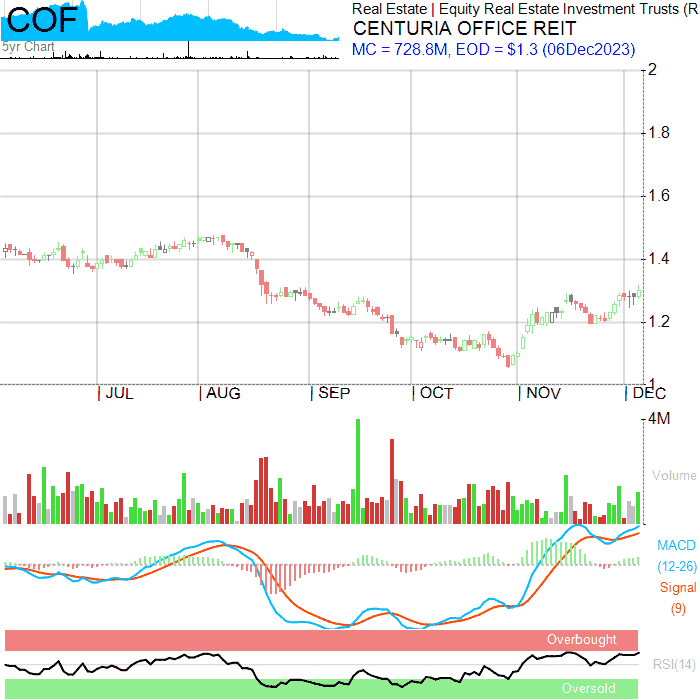 COF
5yr Chart
Real Estate | Equity Real Estate Investment Trusts (R
CENTURIA OFFICE REIT
MC = 728.8M, EOD = $1.3 (06Dec2023)
2
1.8
1.6
1.4
1.2
1
| JUL | AUG | SEP | OCT | NOV | DEC
4M
Volume
MACD
(12-26)
Signal
(9)
Overbought
RSI(14)
Oversold